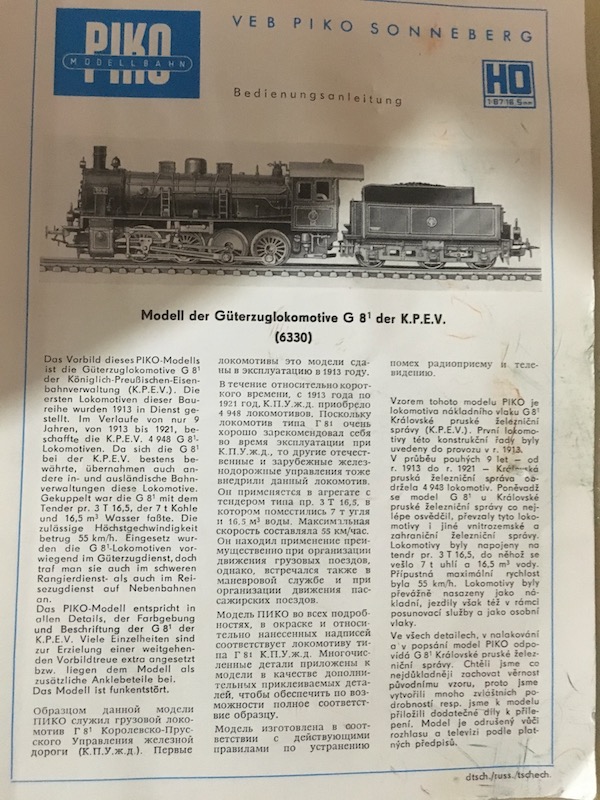 PIKO
MODELLBAHN
VEB PIKO SONNEBERG
HO
1:87·16,5mm
Bedienungsanleitung
Modell der Güterzuglokomotive G 8¹ der K.P.E.V.
(6330)
Das Vorbild dieses PIKO-Modells
ist die Güterzuglokomotive G 8¹
der Königlich-Preußischen-Eisen-
bahnverwaltung (K.P.E.V.). Die
ersten Lokomotiven dieser Bau-
reihe wurden 1913 in Dienst ge-
stellt. Im Verlaufe von nur 9
Jahren, von 1913 bis 1921, be-
schaffte die K.P.E.V. 4 948 G 8¹-
Lokomotiven. Da sich die G 8¹
bei der K.P.E.V. bestens be-
währte, übernahmen auch an-
dere in- und ausländische Bahn-
verwaltungen diese Lokomotive.
Gekuppelt war die G 8¹ mit dem
Tender pr. 3 T 16,5, der 7 t Kohle
und 16,5 m³ Wasser faßte. Die
zulässige Höchstgeschwindigkeit
betrug 55 km/h. Eingesetz wur-
den die G 8¹-Lokomotiven vor-
wiegend im Güterzugdienst, doch
traf man sie auch im schweren
Rangierdienst- als auch im Rei-
sezugdienst auf Nebenbahnen
an.
Das PIKO-Modell entspricht in
allen Details, der Farbgebung
und Beschriftung der G 8¹ der
K.P.E.V. Viele Einzelheiten sind
zur Erzielung einer weitgehen-
den Vorbildtreue extra angesetzt
bzw. liegen dem Modell als
zusätzliche Anklebeteile bei.
Das Modell ist funkentstört.
Образцом данной модели
ПИКО служил грузовой локо-
мотив Г 8¹ Королевско-Прус-
ского Управления железной
дороги (К.П.У.ж.д.). Первые
локомотивы это модели сда-
ны в эксплуатацию в 1913 году.
В течение относительно корот-
кого времени, с 1913 года по
1921 год, К.П.У.ж.д. приобрело
4 948 локомотивов. Поскольку
локомотив типа Г 81 очень
хорошо зарекомендовал себя
во время эксплуатации при
К.П.У.ж.д., то другие отечест-
венные и зарубежные желез-
нодорожные управления тоже
внедрили данный локомотив.
Он применяется в агрегате с
тендером типа пр. 3 Т 16,5, в
котором поместились 7 т угля
и 16,5 м³ воды. Максимальная
скорость составляла 55 км/час.
Он находил применение преи-
мущественно при организации
движения грузовых поездов,
однако, встречался также в
маневровой службе и при
организации движения пас-
сажирских поездов.
Модель ПИКО во всех подроб-
ностях, в окраске и относи-
тельно нанесенных надписей
соответствует локомотиву ти-
па Г 81 К.П.У.ж.д. Многочис-
ленные детали приложены к
модели в качестве дополни-
тельных приклеиваемых дета-
лей, чтобы обеспечить по воз-
можности полное соответст-
вие образцу.
Модель изготовлена в соот-
ветствии с действующими
правилами по устранению
помех радиоприему и теле-
видению.
Vzorem tohoto modelu PIKO je
lokomotiva nákladního vlaku G 8¹
Královské pruské železniční
správy (K.P.E.V.). První lokomo-
tivy této konstrukční řady byly
uvedeny do provozu v r. 1913.
V průběhu pouhých 9 let – od
r. 1913 do r. 1921 – Královská
pruská železniční správa ob-
držela 4 948 lokomotiv. Poněvadž
se model G 8¹ u Královské
pruské železniční správy co nej-
lépe osvědčil, převzaly tyto loko-
motivy i jiné vnitrozemské a
zahraniční železniční správy.
Lokomotivy byly napojeny na
tendr pr. 3 T 16,5, do něhož se
vešlo 7 t uhlí a 16,5 m³ vody.
Přípustná maximální rychlost
byla 55 km/h. Lokomotivy byly
převážně nasazeny jako ná-
kladní, jezdily však též v rámci
posunovací služby a jako osobní
vlaky.
Ve všech detailech, v nalakování
a v popsání model PIKO odpo-
vídá G 8¹ Královské pruské želez-
niční správy. Chtěli jsme co
nejdůkladněji zachovat věrnost
původnímu vzoru, proto jsme
vytvořili mnoho zvláštních po-
drobností resp. jsme k modelu
přiložili dodatečné díly k příle-
pení. Model je odrušený vůči
rozhlasu a televizi podle plat-
ných předpisů.
dtsch./russ./tschech.